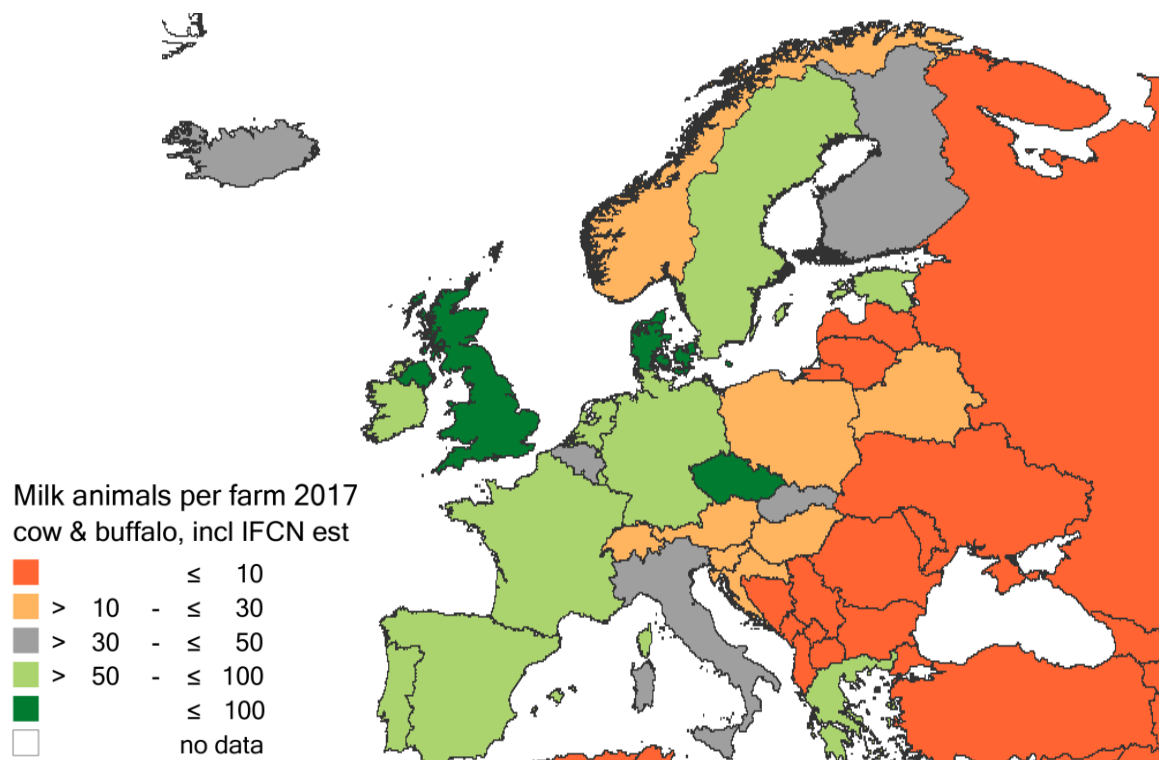 Milk animals per farm 2017
cow & buffalo, incl IFCN est
≤ 10
> 10 - ≤ 30
> 30 - ≤ 50
> 50 - ≤ 100
≤ 100
no data